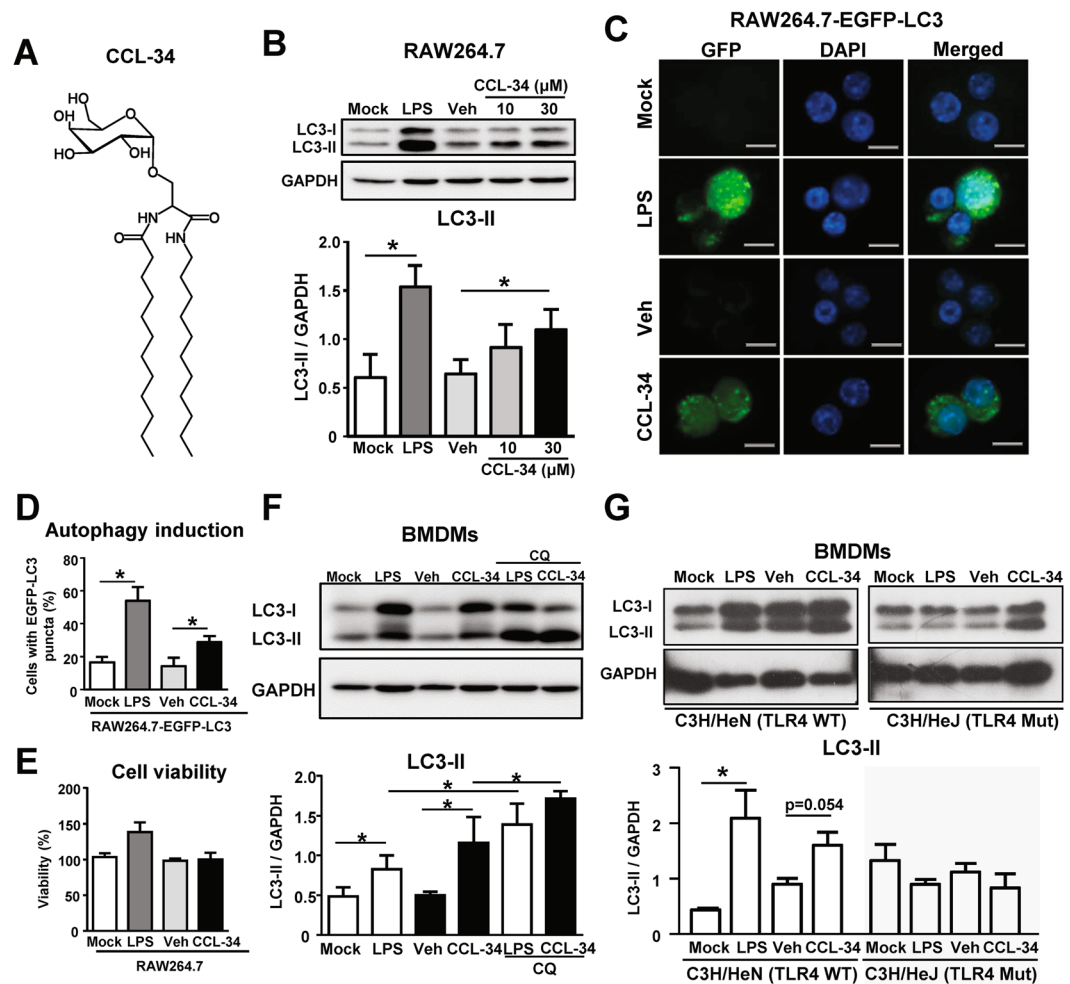 A
CCL-34
HO
OH
O
OH
HO
OH
O
NH
O
O
HN
B
RAW264.7
CCL-34 (μM)
Mock LPS Veh 10 30
LC3-I
LC3-II
GAPDH
LC3-II
LC3-II / GAPDH
2.0
1.5
1.0
0.5
0
*
*
Mock LPS Veh 10 30
CCL-34 (μM)
C
RAW264.7-EGFP-LC3
GFP DAPI Merged
Mock
LPS
Veh
CCL-34
D
Autophagy induction
Cells with EGFP-LC3
puncta (%)
80
60
40
20
0
*
*
Mock LPS Veh CCL-34
RAW264.7-EGFP-LC3
E
Cell viability
Viability (%)
150
100
50
0
Mock LPS Veh CCL-34
RAW264.7
F
BMDMs
CQ
Mock LPS Veh CCL-34 LPS CCL-34
LC3-I
LC3-II
GAPDH
LC3-II
LC3-II / GAPDH
2.0
1.5
1.0
0.5
0
*
*
*
*
Mock LPS Veh CCL-34 LPS CCL-34
CQ
G
BMDMs
Mock LPS Veh CCL-34 Mock LPS Veh CCL-34
LC3-I
LC3-II
GAPDH
C3H/HeN (TLR4 WT) C3H/HeJ (TLR4 Mut)
LC3-II
LC3-II / GAPDH
3
2
1
0
*
p=0.054
Mock LPS Veh CCL-34 Mock LPS Veh CCL-34
C3H/HeN (TLR4 WT) C3H/HeJ (TLR4 Mut)